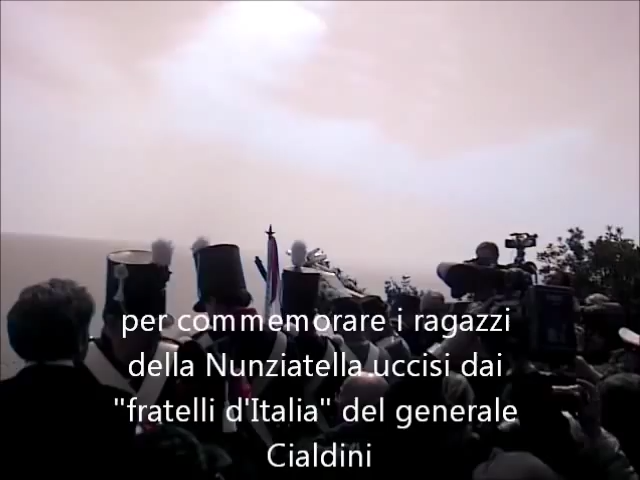 per commemorare i ragazzi
della Nunziatella uccisi dai
"fratelli d'Italia" del generale
Cialdini